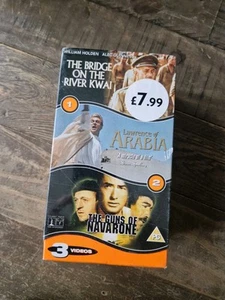 WILLIAM HOLDEN
THE BRIDGE
ON THE
RIVER KWAI
£7.99
1
Lawrence of
ARABIA
2
THE GUNS OF
NAVARONE
3 VIDEOS
PG